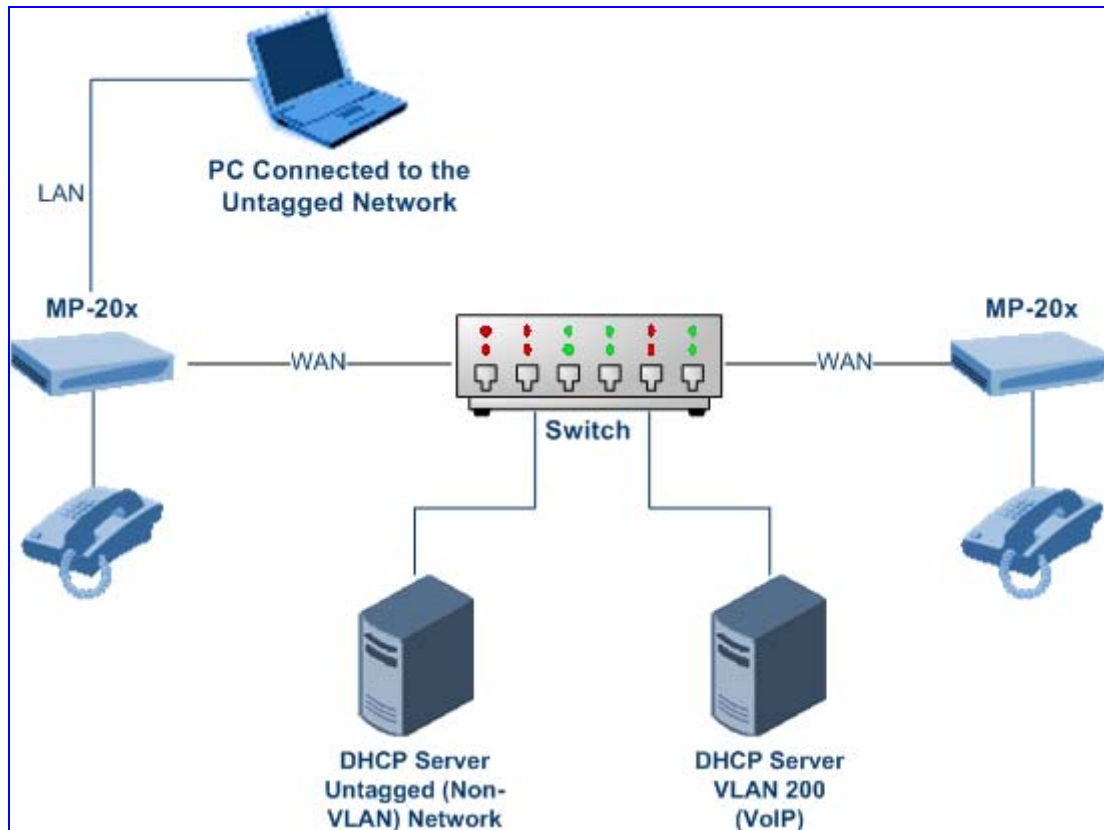 PC Connected to the
Untagged Network
LAN
MP-20x
MP-20x
WAN
WAN
Switch
DHCP Server
Untagged (Non-
VLAN) Network
DHCP Server
VLAN 200
(VoIP)